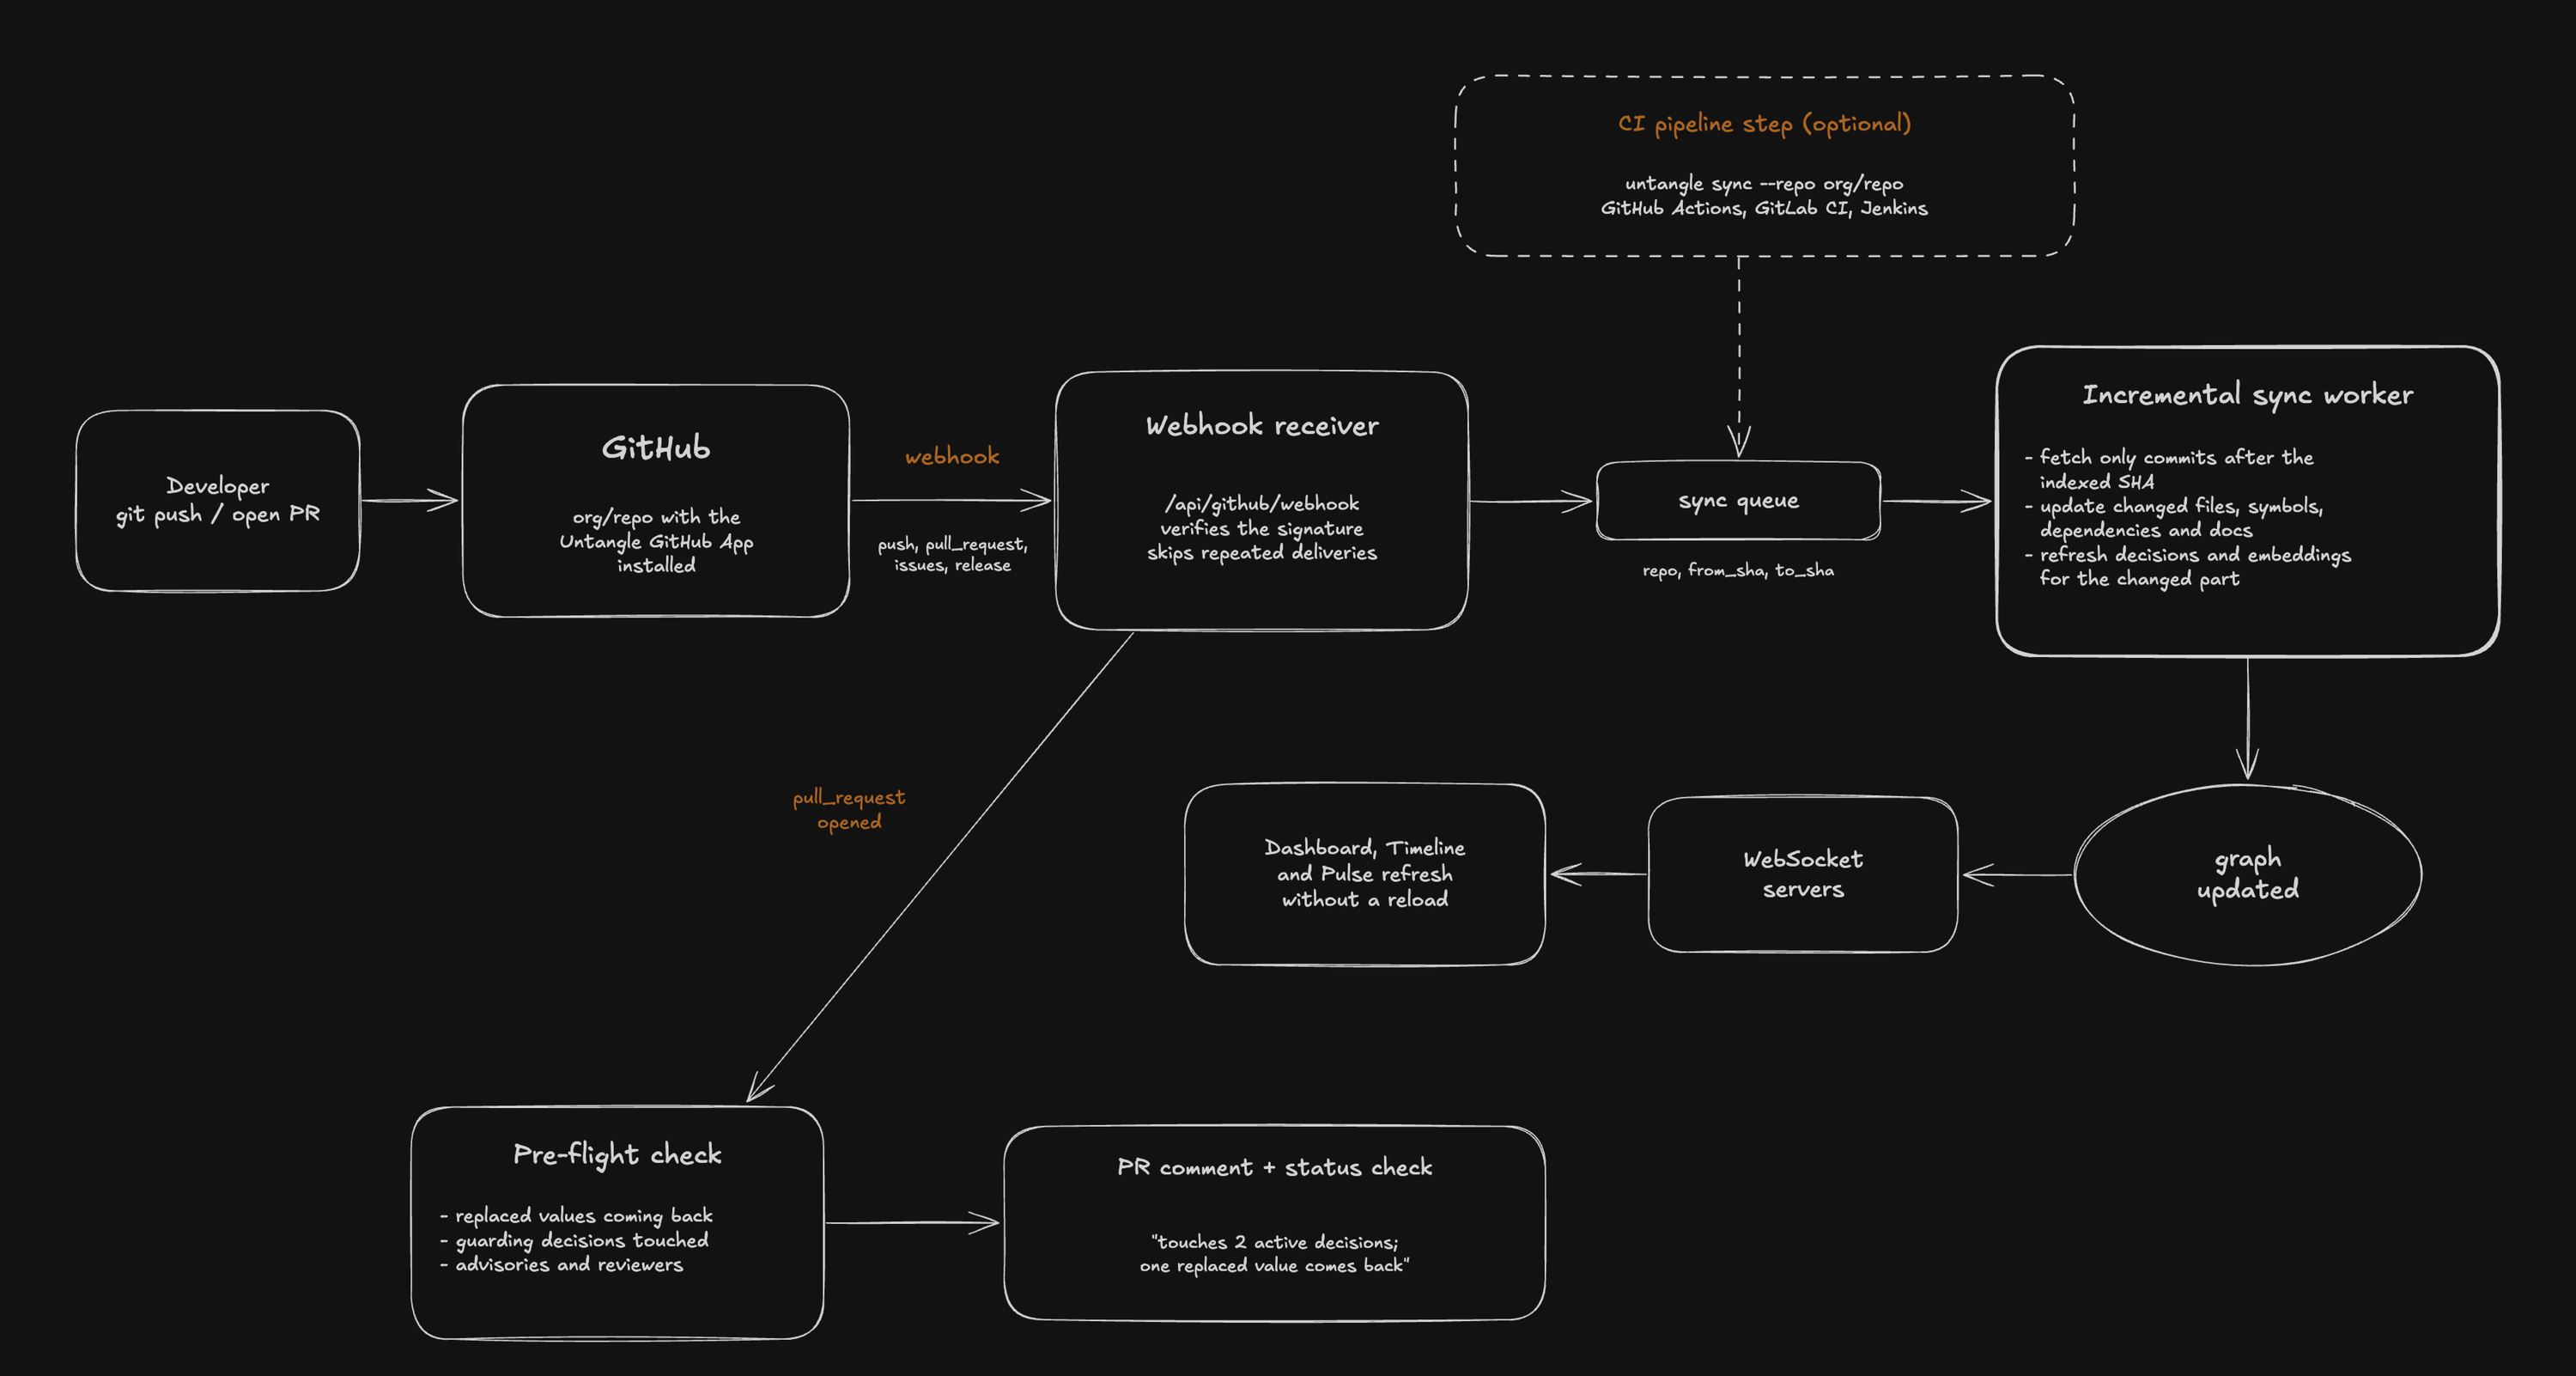 CI pipeline step (optional)
untangle sync --repo org/repo
GitHub Actions, GitLab CI, Jenkins
Developer
git push / open PR
GitHub
org/repo with the
Untangle GitHub App
installed
webhook
push, pull_request,
issues, release
Webhook receiver
/api/github/webhook
verifies the signature
skips repeated deliveries
sync queue
repo, from_sha, to_sha
Incremental sync worker
- fetch only commits after the
indexed SHA
- update changed files, symbols,
dependencies and docs
- refresh decisions and embeddings
for the changed part
pull_request
opened
Dashboard, Timeline
and Pulse refresh
without a reload
WebSocket
servers
graph
updated
Pre-flight check
- replaced values coming back
- guarding decisions touched
- advisories and reviewers
PR comment + status check
"touches 2 active decisions;
one replaced value comes back"